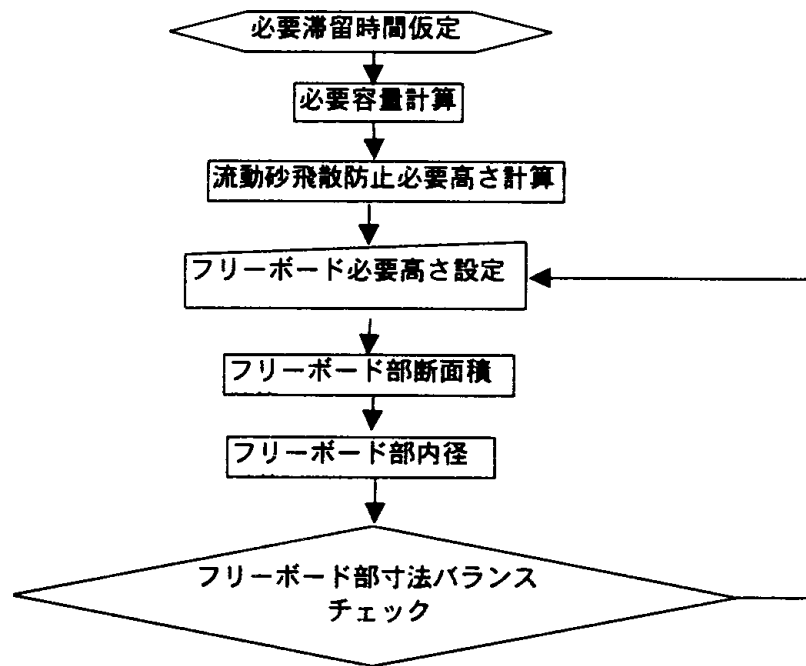 必要滞留時間仮定
必要容量計算
流動砂飛散防止必要高さ計算
フリーボード必要高さ設定
フリーボード部断面積
フリーボード部内径
フリーボード部寸法バランス
チェック